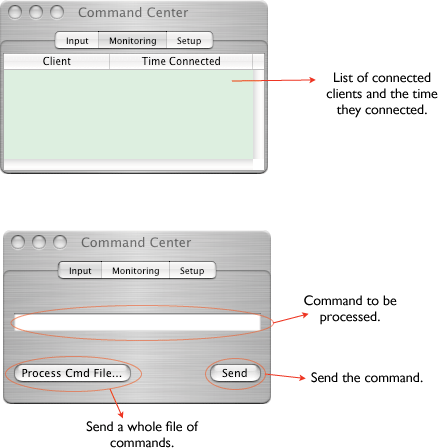 Command Center
Input Monitoring Setup
Client Time Connected
List of connected
clients and the time
they connected.
Command Center
Input Monitoring Setup
Command to be
processed.
Process Cmd File... Send
Send the command.
Send a whole file of
commands.